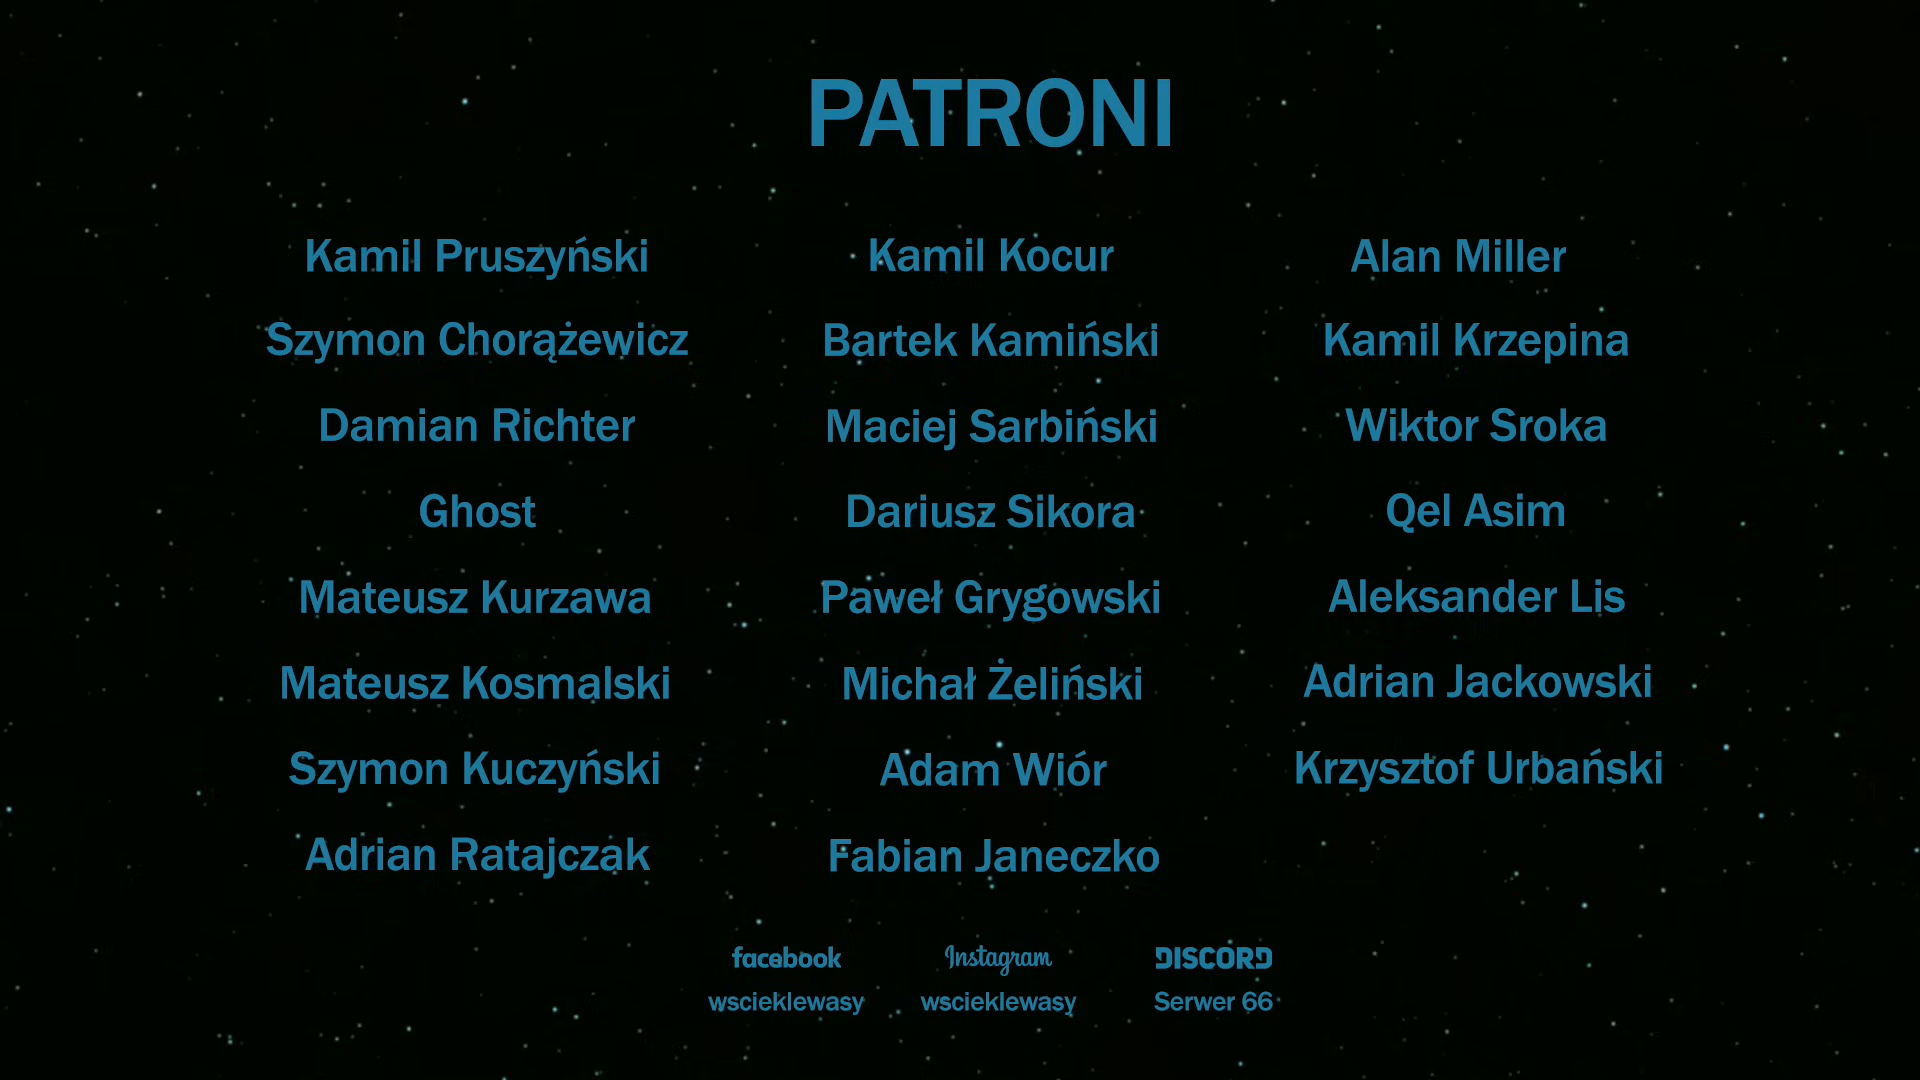 PATRONI
Kamil Pruszyński
Kamil Kocur
Alan Miller
Szymon Chorążewicz
Bartek Kamiński
Kamil Krzepina
Damian Richter
Maciej Sarbiński
Wiktor Sroka
Ghost
Dariusz Sikora
Qel Asim
Mateusz Kurzawa
Paweł Grygowski
Aleksander Lis
Mateusz Kosmalski
Michał Żeliński
Adrian Jackowski
Szymon Kuczyński
Adam Wiór
Krzysztof Urbański
Adrian Ratajczak
Fabian Janeczko
facebook
Instagram
DISCORD
wscieklewasy
wscieklewasy
Serwer 66